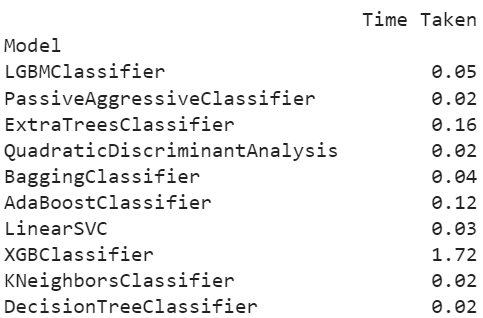 Time Taken
Model
LGBMClassifier 0.05
PassiveAggressiveClassifier 0.02
ExtraTreesClassifier 0.16
QuadraticDiscriminantAnalysis 0.02
BaggingClassifier 0.04
AdaBoostClassifier 0.12
LinearSVC 0.03
XGBClassifier 1.72
KNeighborsClassifier 0.02
DecisionTreeClassifier 0.02